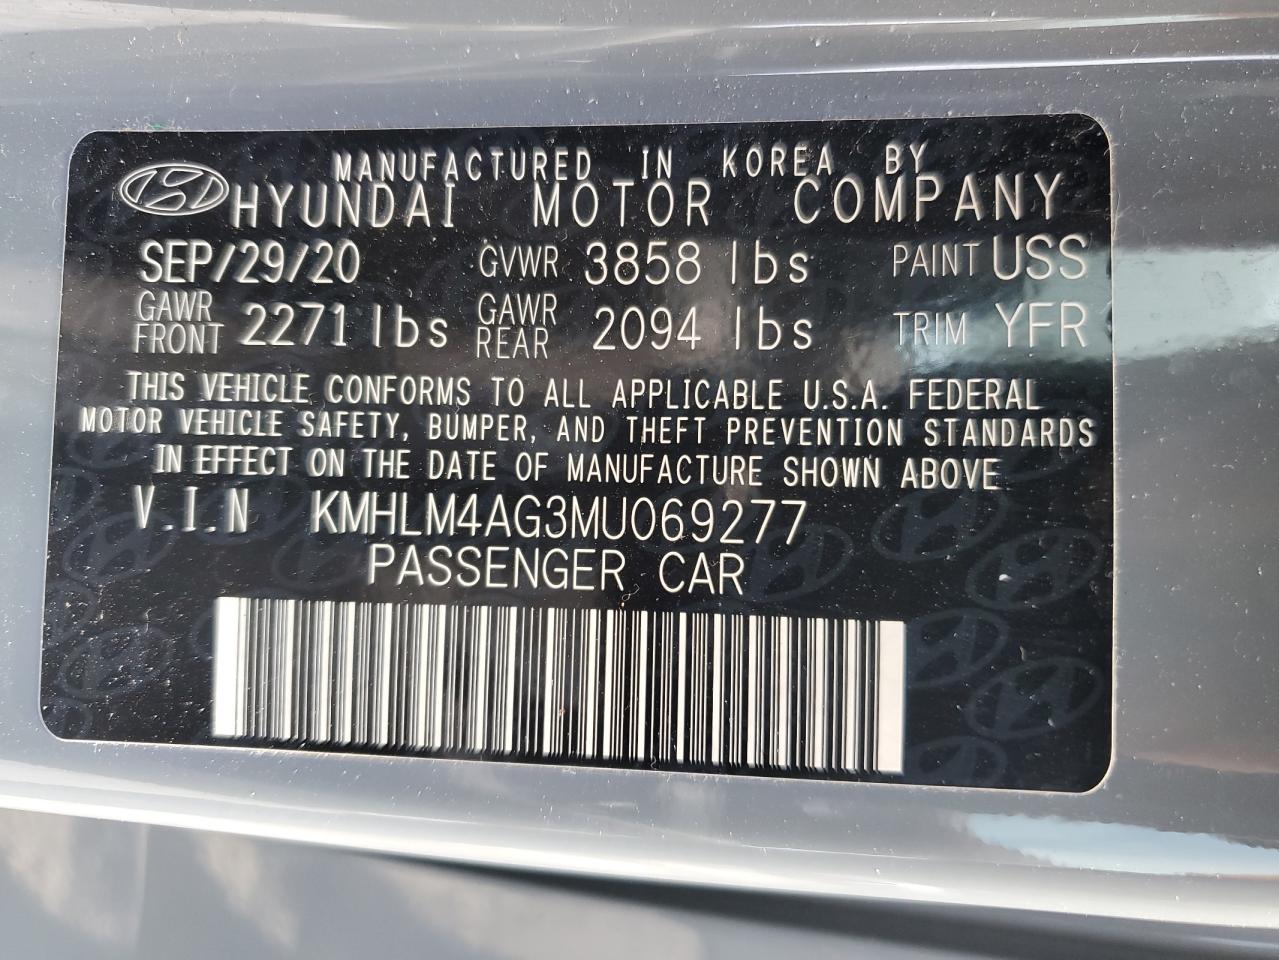 MANUFACTURED IN KOREA BY
HYUNDAI MOTOR COMPANY
SEP/29/20 GVWR 3858 lbs PAINT USS
GAWR FRONT 2271 lbs GAWR REAR 2094 lbs TRIM YFR
THIS VEHICLE CONFORMS TO ALL APPLICABLE U.S.A. FEDERAL
MOTOR VEHICLE SAFETY, BUMPER, AND THEFT PREVENTION STANDARDS
IN EFFECT ON THE DATE OF MANUFACTURE SHOWN ABOVE
V.I.N KMHLM4AG3MU069277
PASSENGER CAR